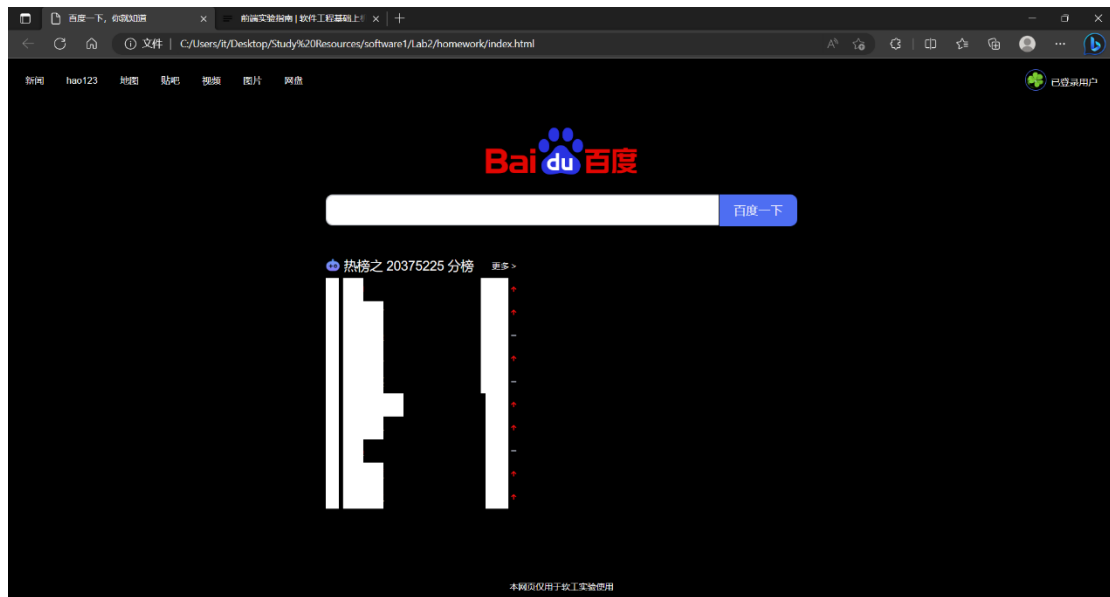 百度一下，你就知道
前端实验指南 | 软件工程基础上
文件 | C:/Users/it/Desktop/Study%20Resources/software1/Lab2/homework/index.html
新闻 hao123 地图 贴吧 视频 图片 网盘 已登录用户
Bai du 百度
百度一下
热榜之 20375225 分榜 更多 >
本网页仅用于软工实验使用